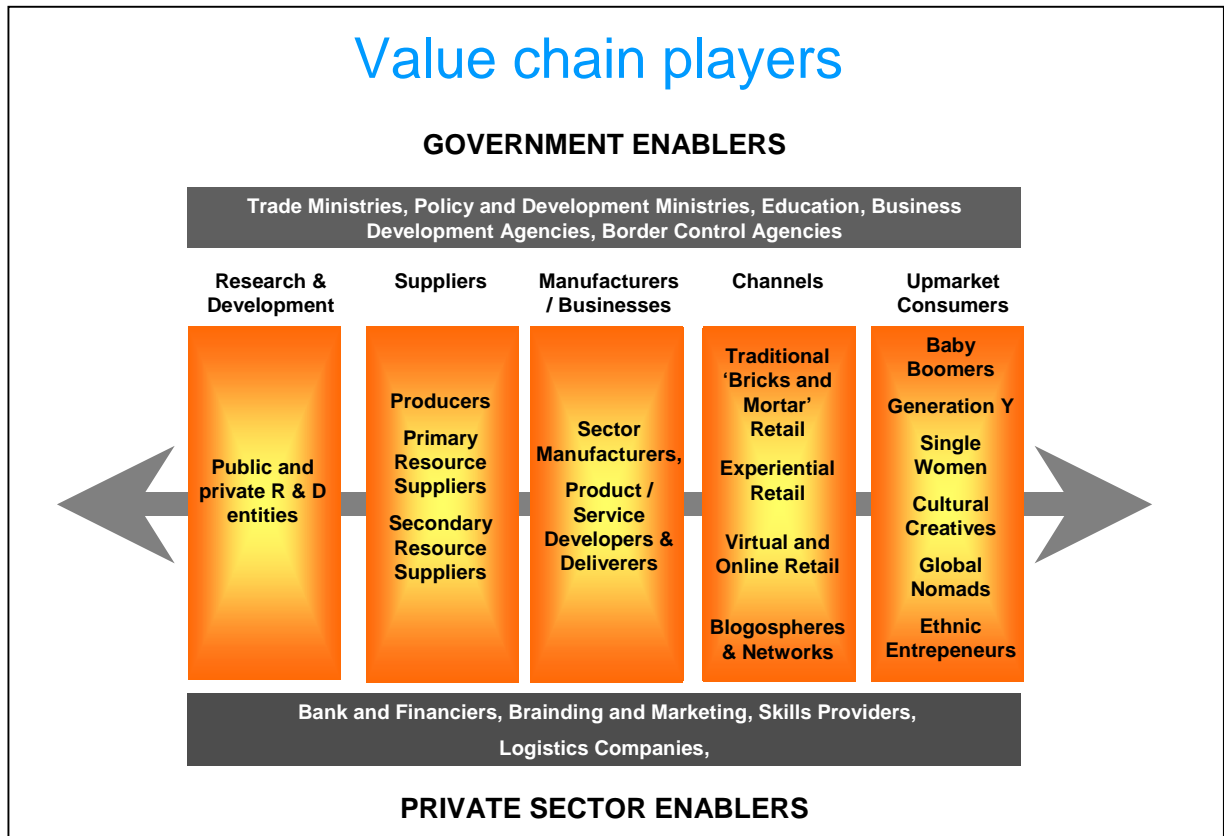 Value chain players
GOVERNMENT ENABLERS
Trade Ministries, Policy and Development Ministries, Education, Business
Development Agencies, Border Control Agencies
Research &
Development
Public and
private R & D
entities
Suppliers
Producers
Primary
Resource
Suppliers
Secondary
Resource
Suppliers
Manufacturers
/ Businesses
Sector
Manufacturers,
Product /
Service
Developers &
Deliverers
Channels
Traditional
‘Bricks and
Mortar’
Retail
Experiential
Retail
Virtual and
Online Retail
Blogospheres
& Networks
Upmarket
Consumers
Baby
Boomers
Generation Y
Single
Women
Cultural
Creatives
Global
Nomads
Ethnic
Entrepeneurs
Bank and Financiers, Brainding and Marketing, Skills Providers,
Logistics Companies,
PRIVATE SECTOR ENABLERS